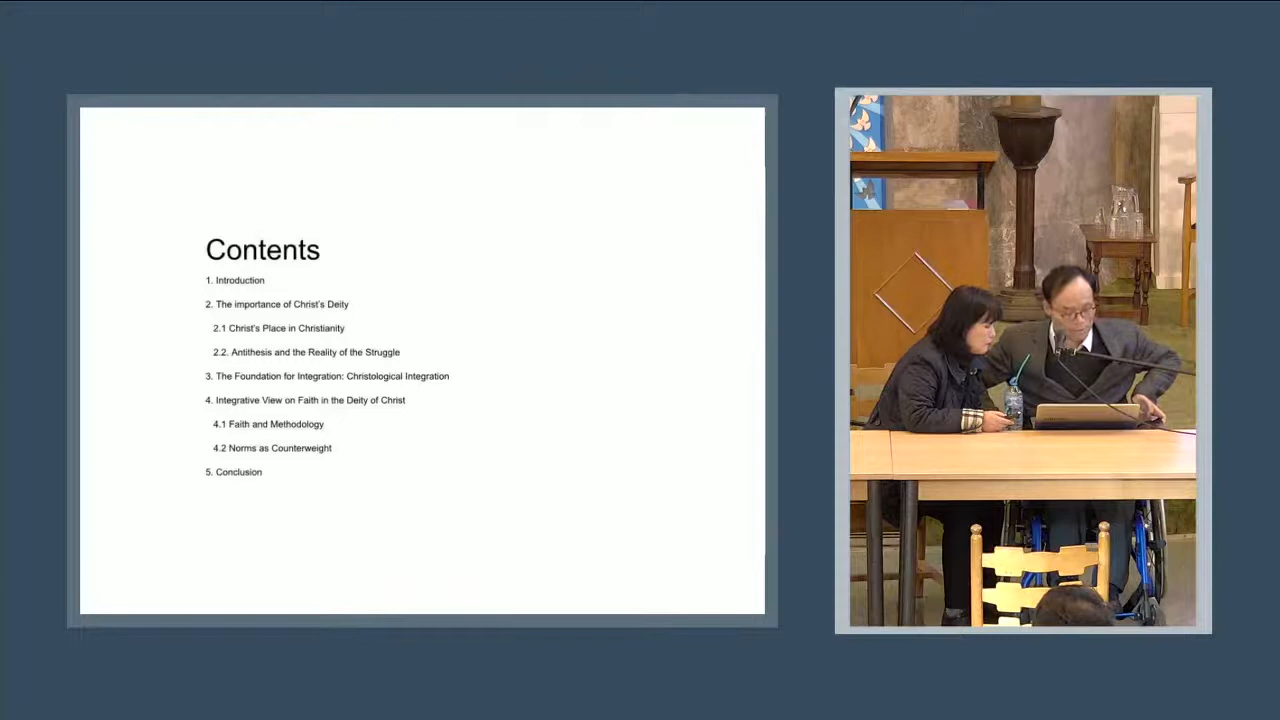 Contents
1. Introduction
2. The importance of Christ's Deity
2.1 Christ's Place in Christianity
2.2. Antithesis and the Reality of the Struggle
3. The Foundation for Integration: Christological Integration
4. Integrative View on Faith in the Deity of Christ
4.1 Faith and Methodology
4.2 Norms as Counterweight
5. Conclusion